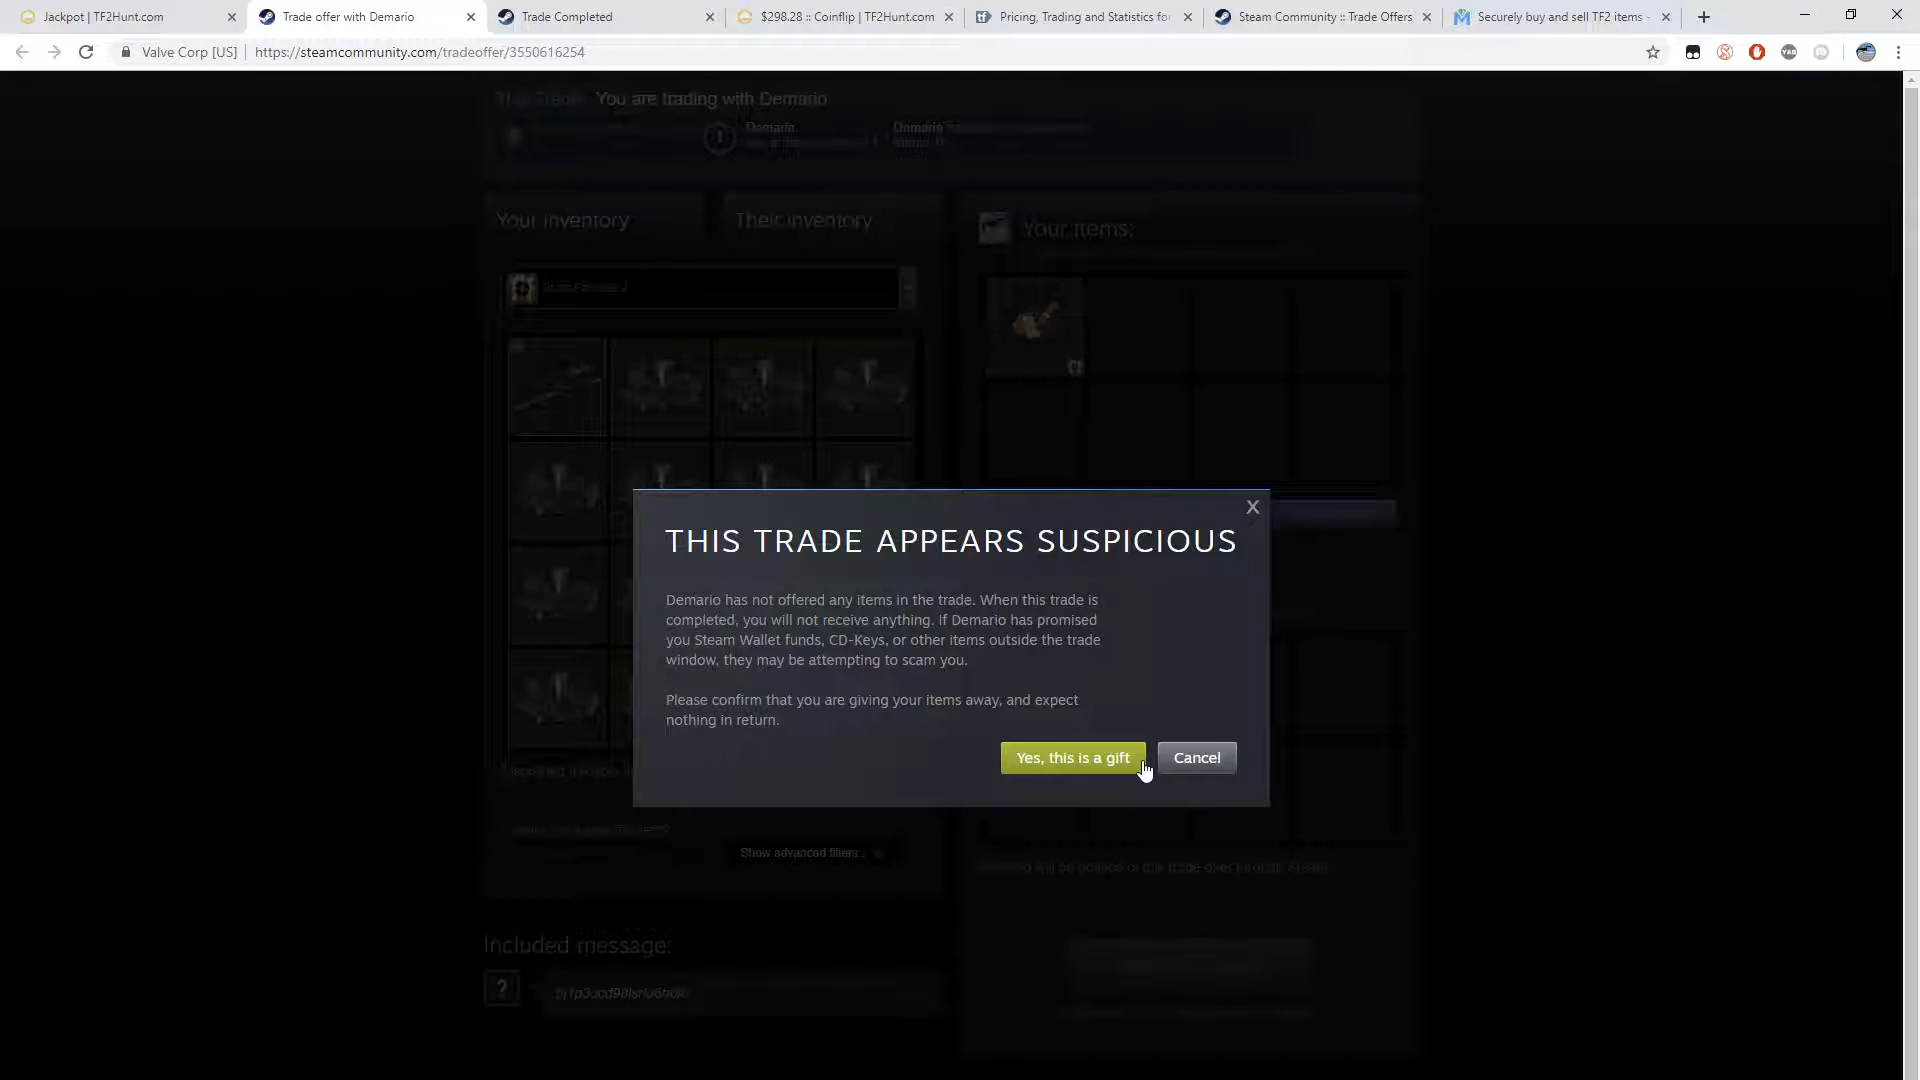 Jackpot | TF2Hunt.com
Trade offer with Demario
Trade Completed
$298.28 :: Coinflip | TF2Hunt.com
Pricing, Trading and Statistics for
Steam Community :: Trade Offers
Securely buy and sell TF2 items -
Valve Corp [US]
https://steamcommunity.com/tradeoffer/3550616254
You are trading with Demario
Demario
Demario
Your inventory
Their inventory
Your items:
THIS TRADE APPEARS SUSPICIOUS
X
Demario has not offered any items in the trade. When this trade is
completed, you will not receive anything. If Demario has promised
you Steam Wallet funds, CD-Keys, or other items outside the trade
window, they may be attempting to scam you.
Please confirm that you are giving your items away, and expect
nothing in return.
Yes, this is a gift
Cancel
Show advanced filters...
Included message:
?